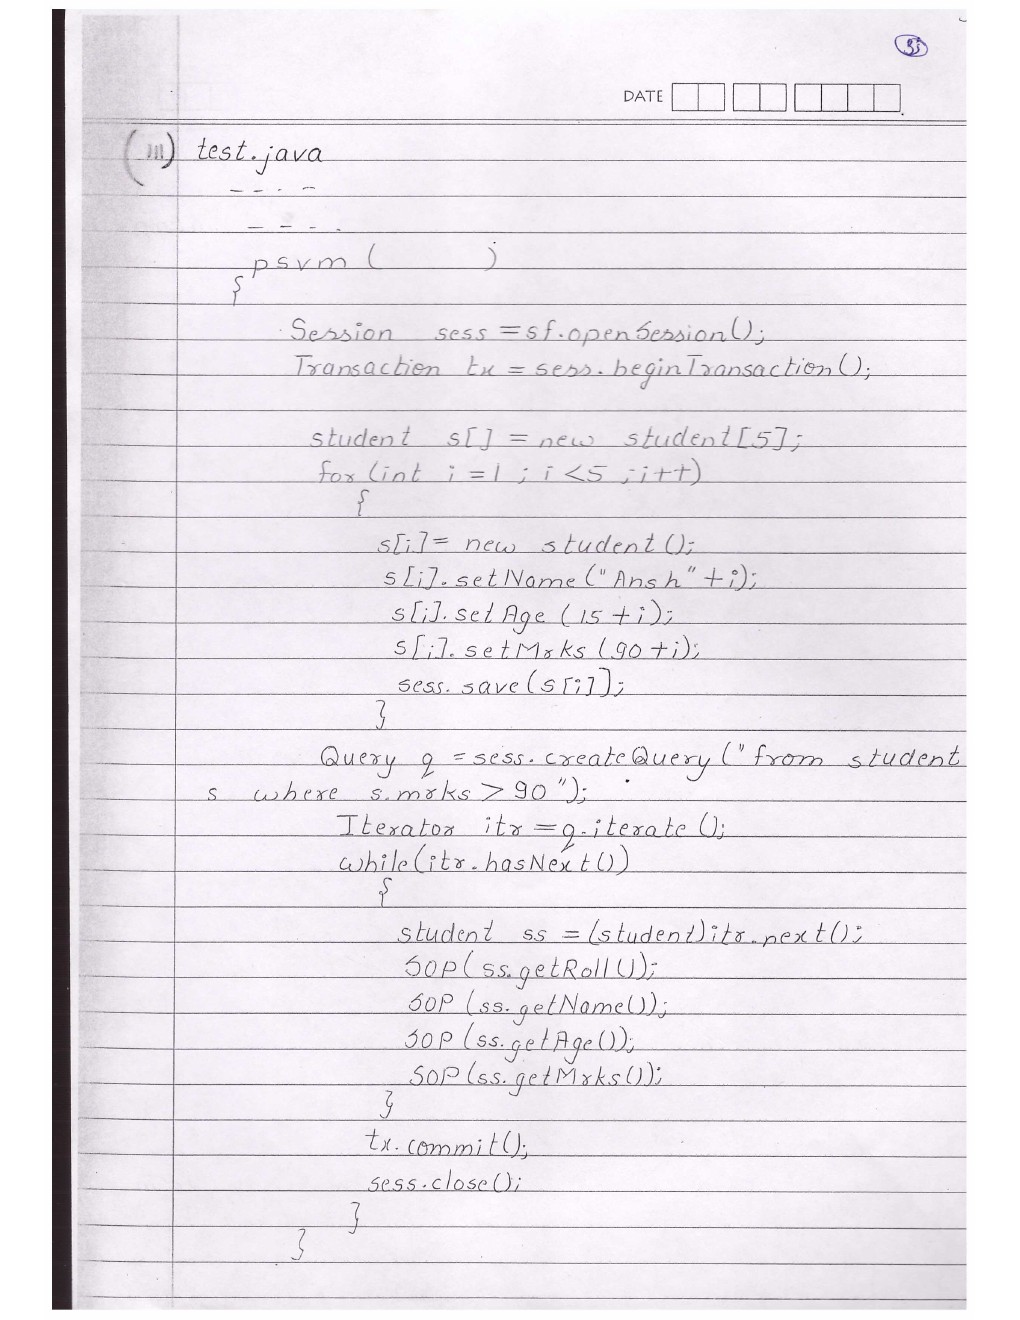 35
DATE
(III) test.java
- - - -
- - - -
psvm ( )
{
Session sess = sf.openSession();
Transaction tx = sess.beginTransaction();
student s[] = new student[5];
for (int i = 1 ; i < 5 ; i++)
{
s[i] = new student();
s[i].setName("Ansh" + i);
s[i].setAge (15 + i);
s[i].setMrks (90 + i);
sess.save(s[i]);
}
Query q = sess.createQuery("from student
s where s.mrks > 90 ");
Iterator itr = q.iterate ();
while(itr.hasNext())
{
student ss = (student)itr.next();
SOP(ss.getRoll());
SOP (ss.getName());
SOP (ss.getAge());
SOP (ss.getMrks());
}
tx.commit();
sess.close();
}
}